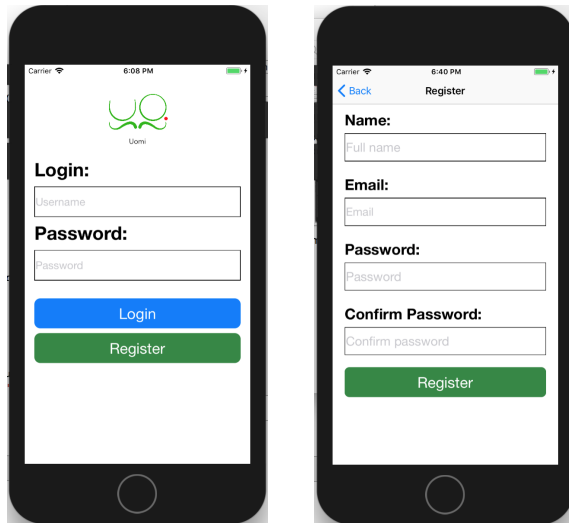 Carrier 6:08 PM
UO
Uomi
Login:
Username
Password:
Password
Login
Register
Carrier 6:40 PM
Back Register
Name:
Full name
Email:
Email
Password:
Password
Confirm Password:
Confirm password
Register